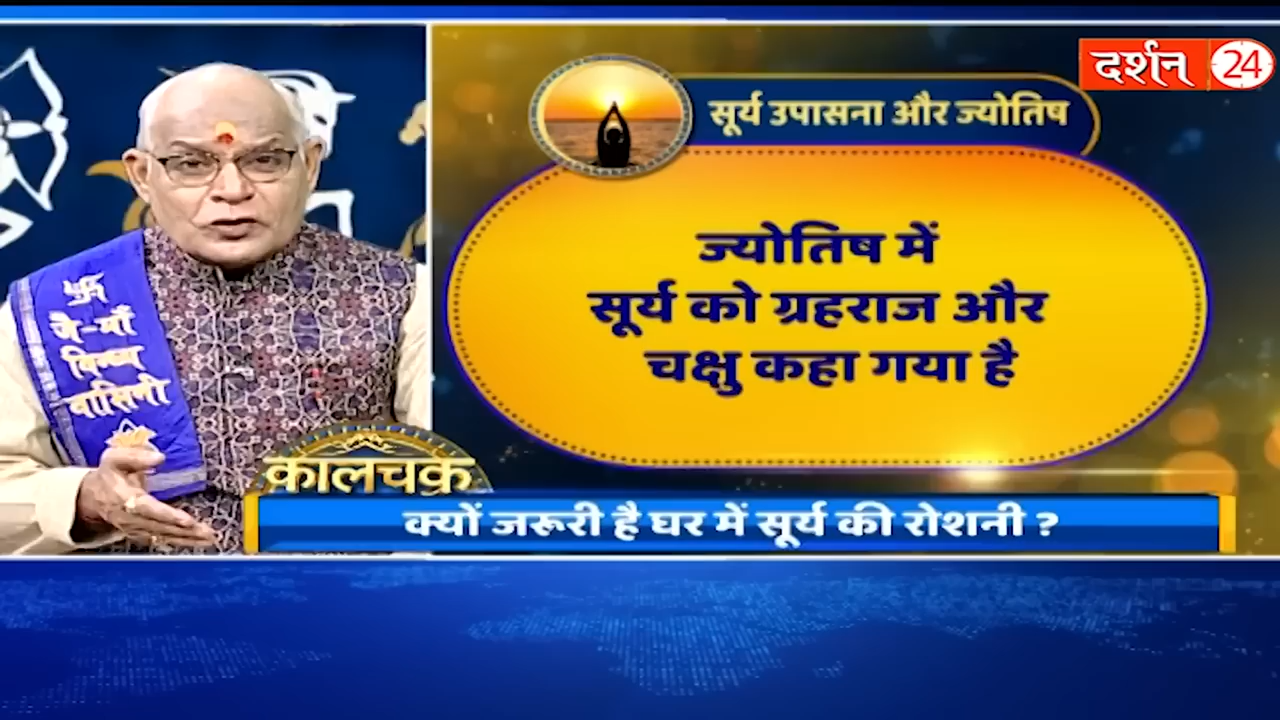 दर्शन 24
सूर्य उपासना और ज्योतिष
ज्योतिष में
सूर्य को ग्रहराज और
चक्षु कहा गया है
जै-माँ
विन्ध्य
वासिनी
कालचक्र
क्यों जरूरी है घर में सूर्य की रोशनी ?